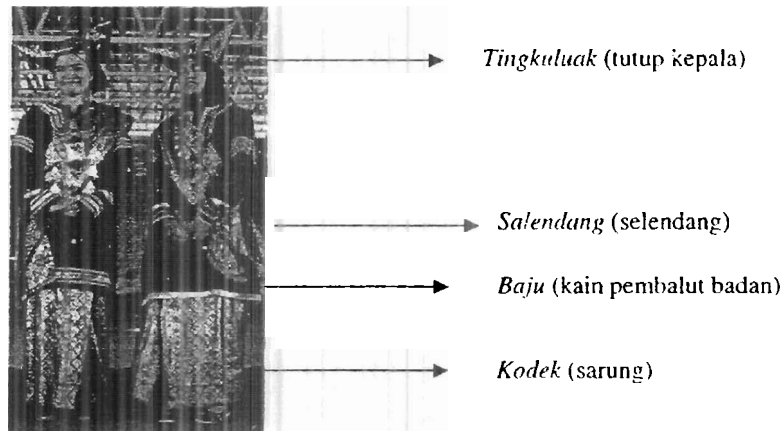 Tingkuluak (tutup kepala)
Salendang (selendang)
Baju (kain pembalut badan)
Kodek (sarung)